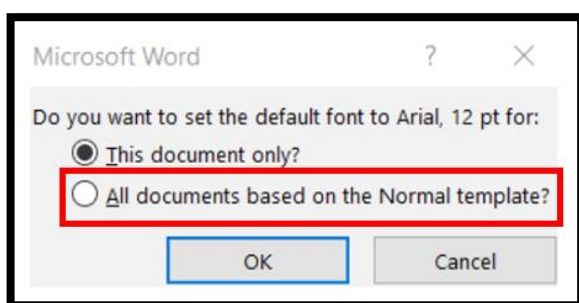 Microsoft Word ?
Do you want to set the default font to Arial, 12 pt for:
This document only?
All documents based on the Normal template?
OK Cancel